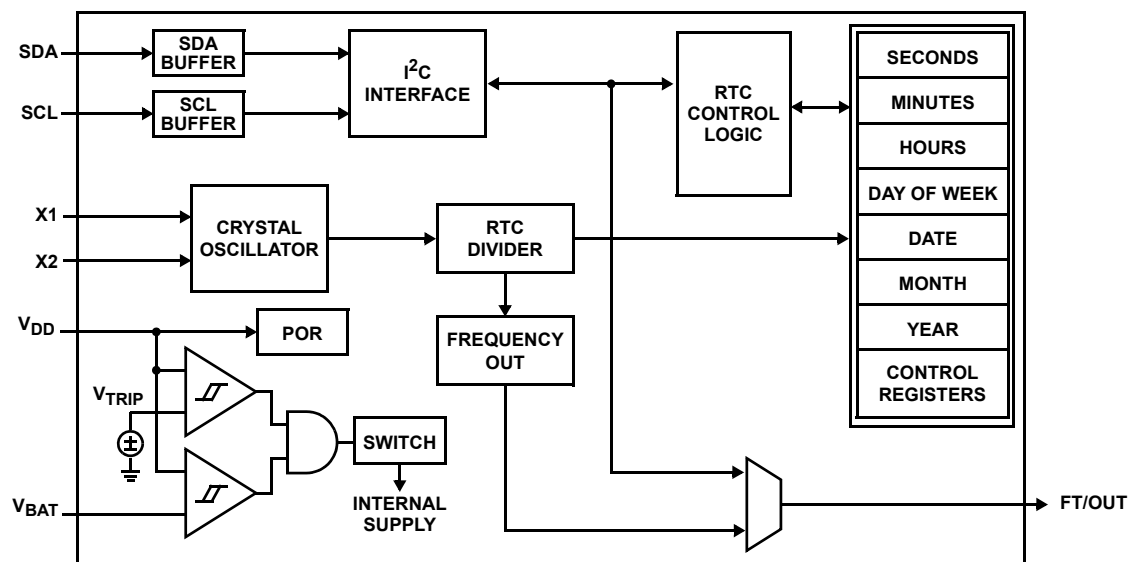 SDA
SDA
BUFFER
SCL
SCL
BUFFER
I²C
INTERFACE
RTC
CONTROL
LOGIC
SECONDS
MINUTES
HOURS
DAY OF WEEK
DATE
MONTH
YEAR
CONTROL
REGISTERS
X1
X2
CRYSTAL
OSCILLATOR
RTC
DIVIDER
FREQUENCY
OUT
VDD
POR
VTRIP
VBAT
SWITCH
INTERNAL
SUPPLY
FT/OUT